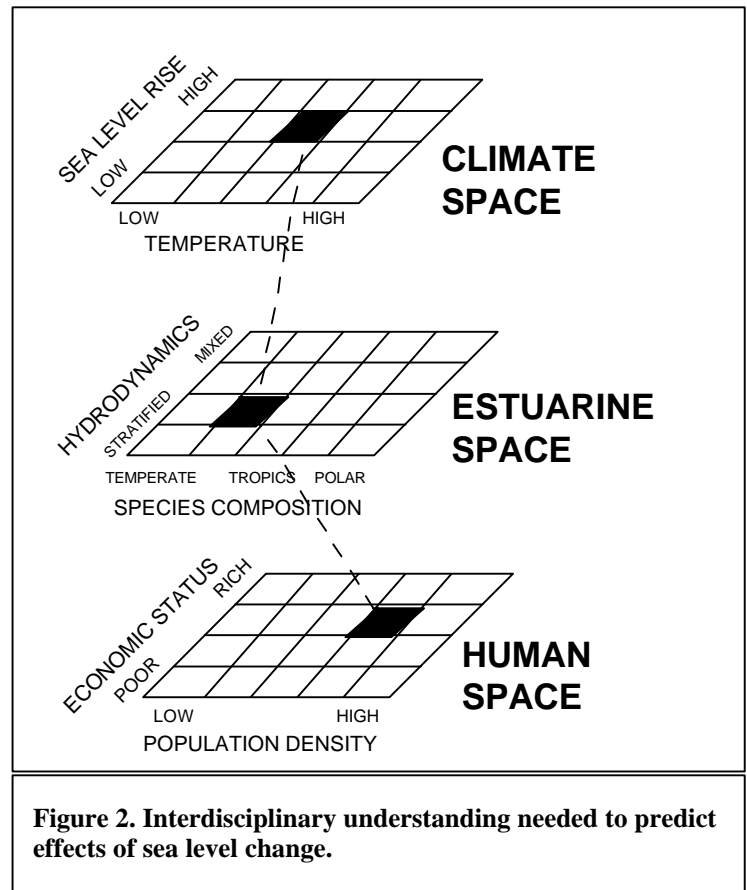 SEA LEVEL RISE
HIGH
LOW
LOW
HIGH
TEMPERATURE
CLIMATE
SPACE
HYDRODYNAMICS
MIXED
STRATIFIED
TEMPERATE
TROPICS
POLAR
SPECIES COMPOSITION
ESTUARINE
SPACE
ECONOMIC STATUS
RICH
POOR
LOW
HIGH
POPULATION DENSITY
HUMAN
SPACE
Figure 2. Interdisciplinary understanding needed to predict
effects of sea level change.